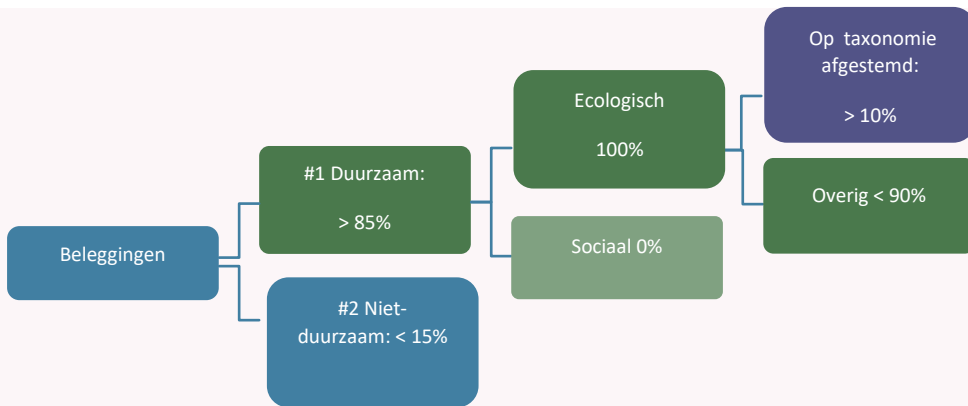 Beleggingen
#1 Duurzaam:
> 85%
#2 Niet-
duurzaam: < 15%
Ecologisch
100%
Sociaal 0%
Op taxonomie
afgestemd:
> 10%
Overig < 90%